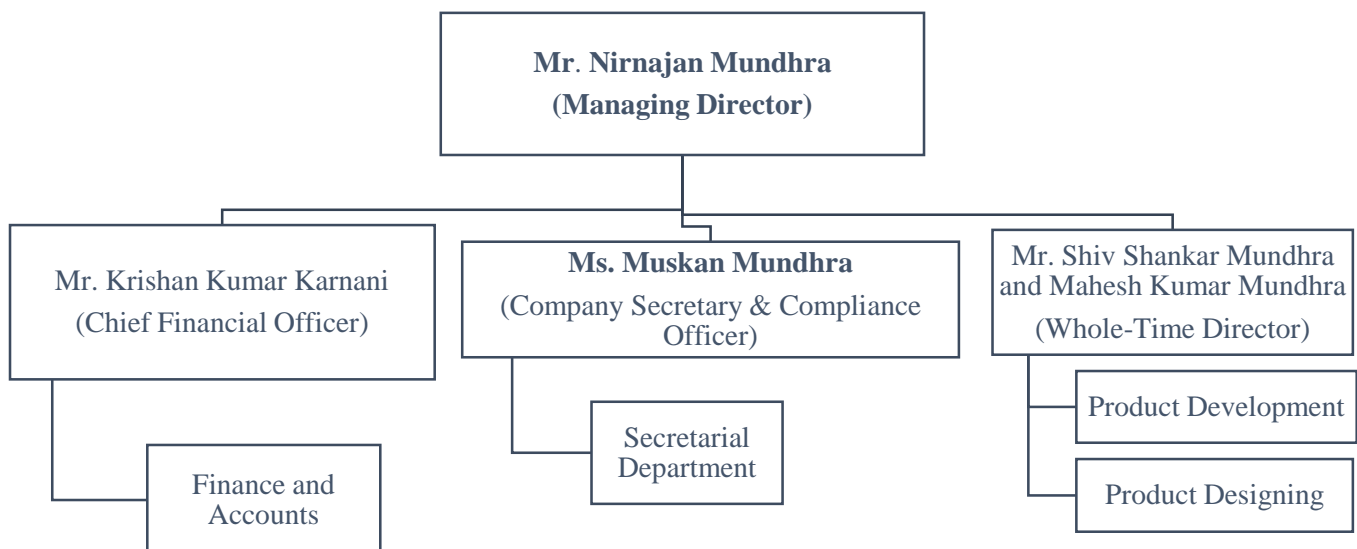 Mr. Nirnajan Mundhra
(Managing Director)
Mr. Krishan Kumar Karnani
(Chief Financial Officer)
Ms. Muskan Mundhra
(Company Secretary & Compliance
Officer)
Mr. Shiv Shankar Mundhra
and Mahesh Kumar Mundhra
(Whole-Time Director)
Finance and
Accounts
Secretarial
Department
Product Development
Product Designing